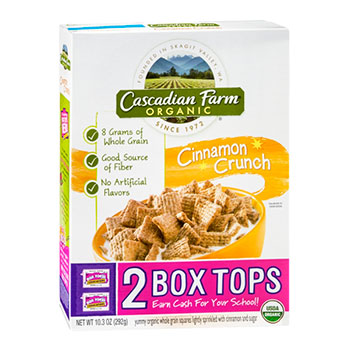 FOUNDED IN SKAGIT VALLEY, WA
Cascadian Farm
ORGANIC
SINCE 1972
8 Grams of
Whole Grain
Good Source
of Fiber
No Artificial
Flavors
Cinnamon
Crunch
2 BOX TOPS
Earn Cash For Your School!
NET WT 10.3 OZ (292g)
yummy organic whole grain squares lightly sprinkled with cinnamon and sugar
USDA
ORGANIC